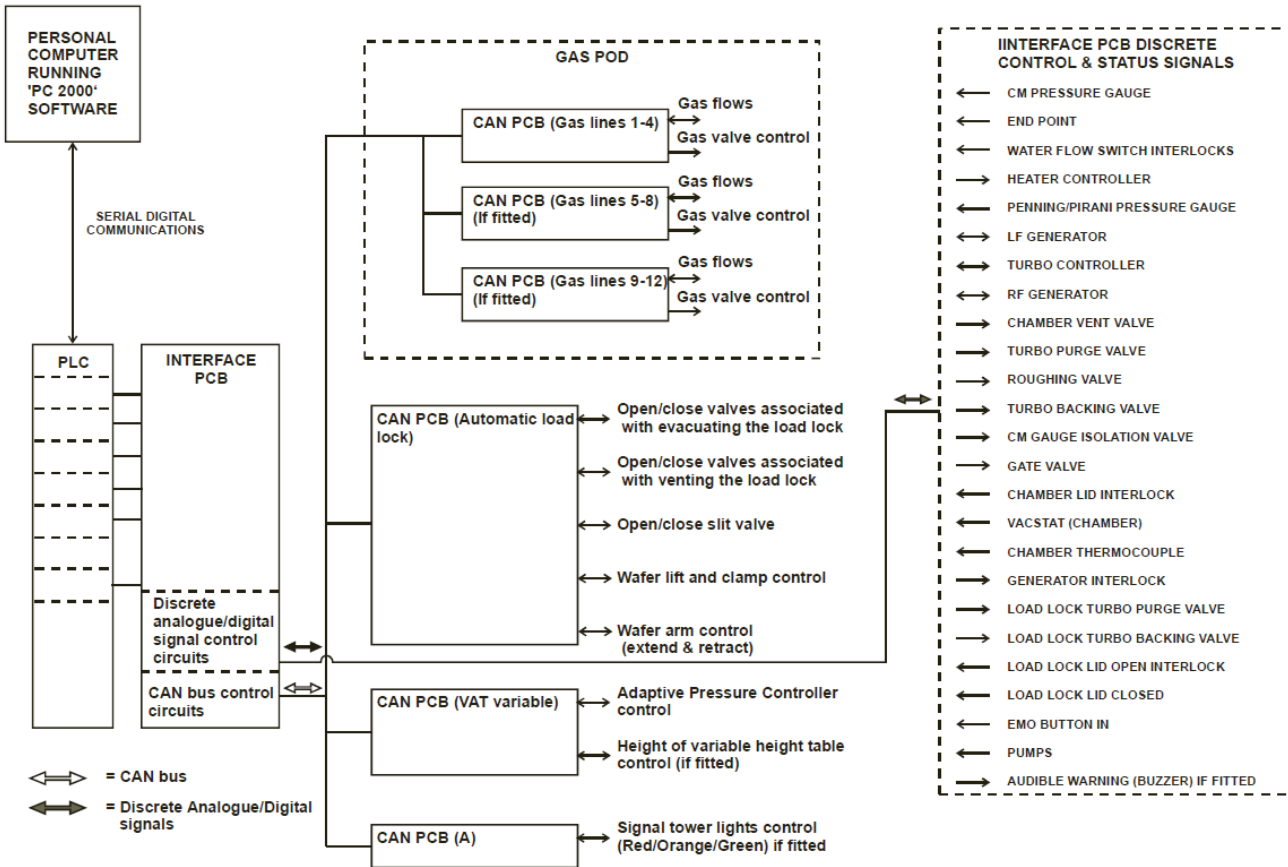 PERSONAL
COMPUTER
RUNNING
'PC 2000‘
SOFTWARE
SERIAL DIGITAL
COMMUNICATIONS
PLC
INTERFACE
PCB
Discrete
analogue/digital
signal control
circuits
CAN bus control
circuits
= CAN bus
= Discrete Analogue/Digital
signals
GAS POD
CAN PCB (Gas lines 1-4)
Gas flows
Gas valve control
CAN PCB (Gas lines 5-8)
(If fitted)
Gas flows
Gas valve control
CAN PCB (Gas lines 9-12)
(If fitted)
Gas flows
Gas valve control
CAN PCB (Automatic load
lock)
Open/close valves associated
with evacuating the load lock
Open/close valves associated
with venting the load lock
Open/close slit valve
Wafer lift and clamp control
Wafer arm control
(extend & retract)
CAN PCB (VAT variable)
Adaptive Pressure Controller
control
Height of variable height table
control (if fitted)
CAN PCB (A)
Signal tower lights control
(Red/Orange/Green) if fitted
IINTERFACE PCB DISCRETE
CONTROL & STATUS SIGNALS
CM PRESSURE GAUGE
END POINT
WATER FLOW SWITCH INTERLOCKS
HEATER CONTROLLER
PENNING/PIRANI PRESSURE GAUGE
LF GENERATOR
TURBO CONTROLLER
RF GENERATOR
CHAMBER VENT VALVE
TURBO PURGE VALVE
ROUGHING VALVE
TURBO BACKING VALVE
CM GAUGE ISOLATION VALVE
GATE VALVE
CHAMBER LID INTERLOCK
VACSTAT (CHAMBER)
CHAMBER THERMOCOUPLE
GENERATOR INTERLOCK
LOAD LOCK TURBO PURGE VALVE
LOAD LOCK TURBO BACKING VALVE
LOAD LOCK LID OPEN INTERLOCK
LOAD LOCK LID CLOSED
EMO BUTTON IN
PUMPS
AUDIBLE WARNING (BUZZER) IF FITTED